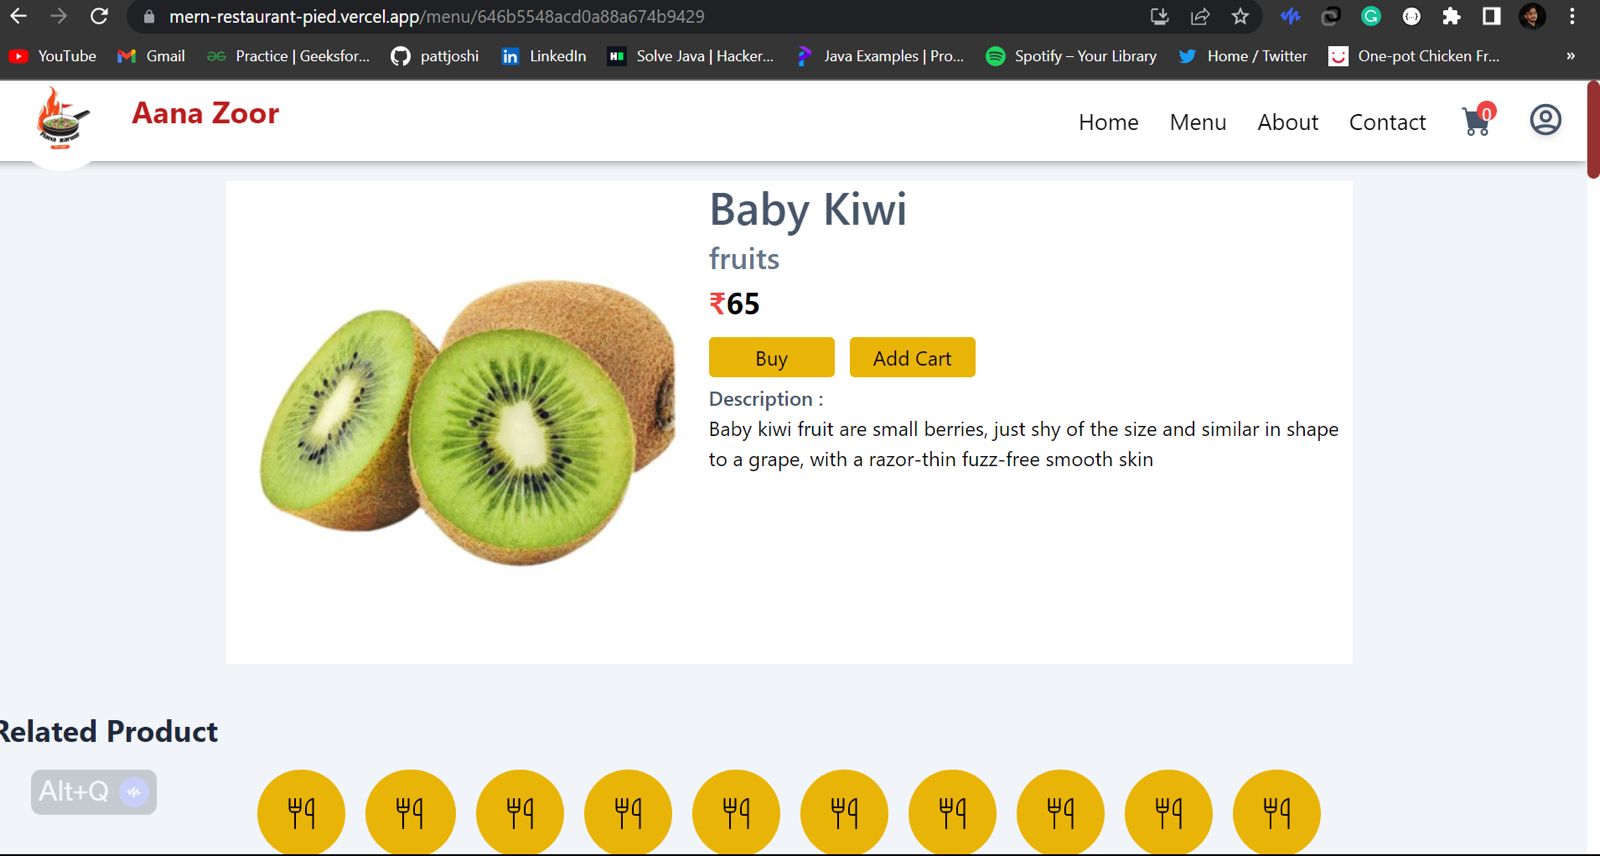 mern-restaurant-pied.vercel.app/menu/646b5548acd0a88a674b9429
YouTube Gmail Practice | Geeksfor... pattjoshi LinkedIn Solve Java | Hacker... Java Examples | Pro... Spotify – Your Library Home / Twitter One-pot Chicken Fr... »
Aana Zoor
Home Menu About Contact 0
Baby Kiwi
fruits
₹65
Buy Add Cart
Description :
Baby kiwi fruit are small berries, just shy of the size and similar in shape
to a grape, with a razor-thin fuzz-free smooth skin
Related Product
Alt+Q